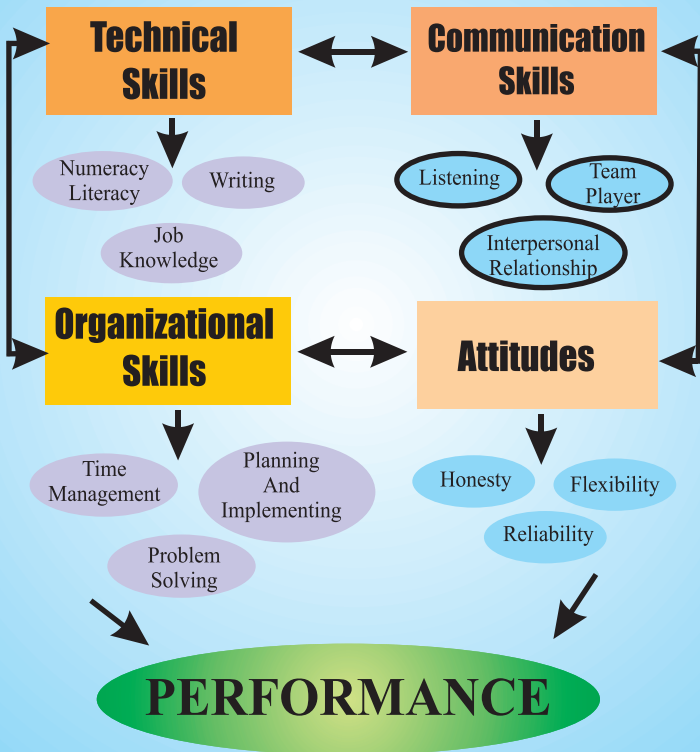 Technical
Skills
Communication
Skills
Numeracy
Literacy
Writing
Job
Knowledge
Listening
Team
Player
Interpersonal
Relationship
Organizational
Skills
Attitudes
Time
Management
Planning
And
Implementing
Problem
Solving
Honesty
Flexibility
Reliability
PERFORMANCE